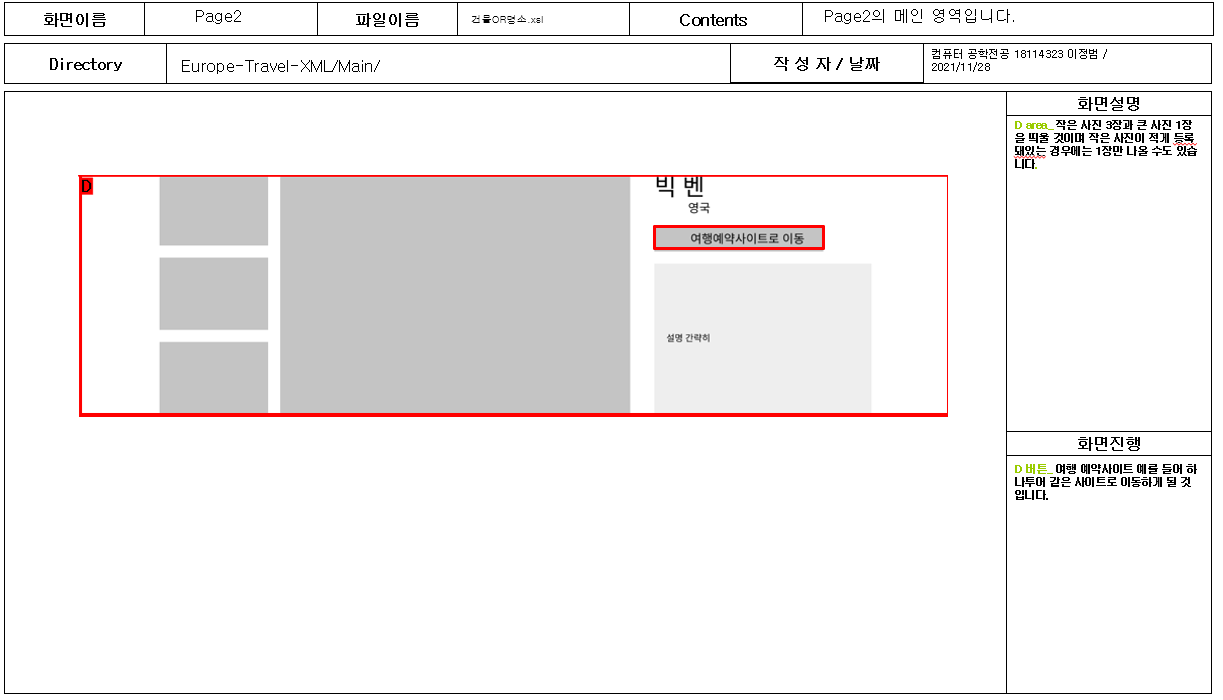 화면이름 Page2 파일이름 건물OR명소.xsl Contents Page2의 메인 영역입니다.
Directory Europe-Travel-XML/Main/ 작 성 자 / 날짜 컴퓨터 공학전공 18114323 이정범 /
2021/11/28
D
빅 벤
영국
여행예약사이트로 이동
설명 간략히
화면설명
D area_ 작은 사진 3장과 큰 사진 1장
을 띄울 것이며 작은 사진이 적게 등록
돼있는 경우에는 1장만 나올 수도 있습
니다.
화면진행
D 버튼_ 여행 예약사이트 예를 들어 하
나투어 같은 사이트로 이동하게 될 것
입니다.